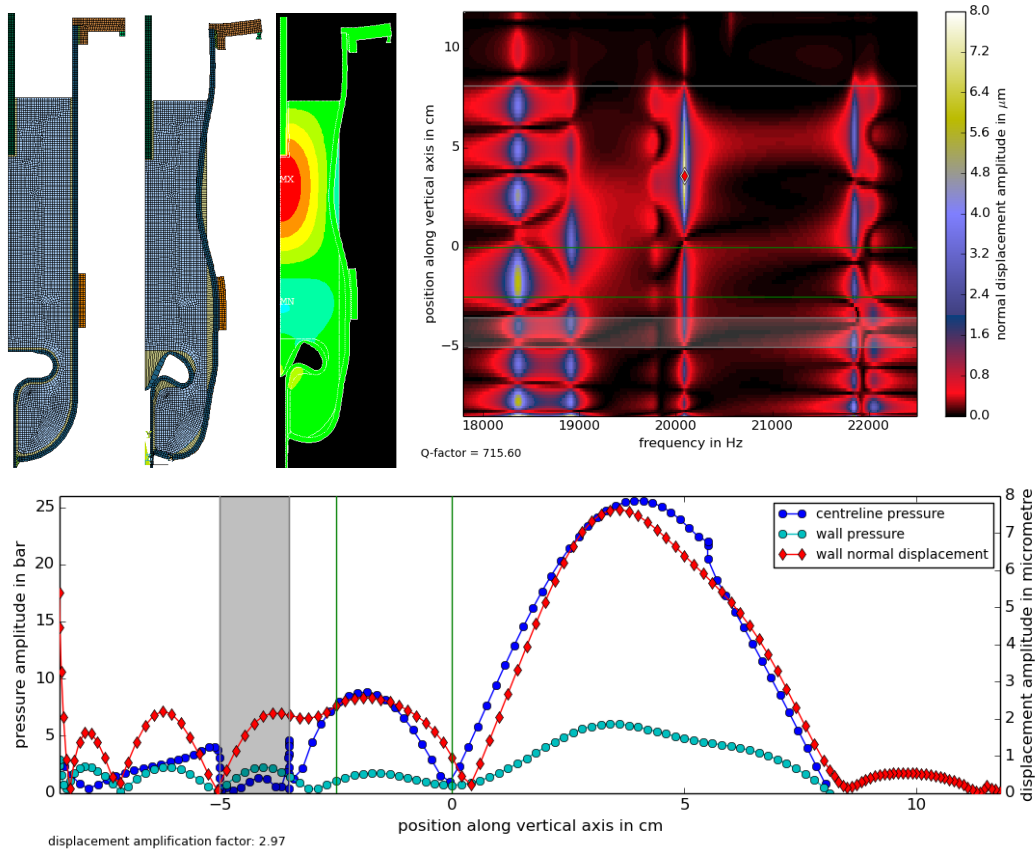 MX
MN
10
5
0
−5
position along vertical axis in cm
18000 19000 20000 21000 22000
frequency in Hz
Q-factor = 715.60
8.0
7.2
6.4
5.6
4.8
4.0
3.2
2.4
1.6
0.8
0.0
normal displacement amplitude in μm
25
20
15
10
5
0
pressure amplitude in bar
centreline pressure
wall pressure
wall normal displacement
8
7
6
5
4
3
2
1
0
displacement amplitude in micrometre
−5 0 5 10
position along vertical axis in cm
displacement amplification factor: 2.97